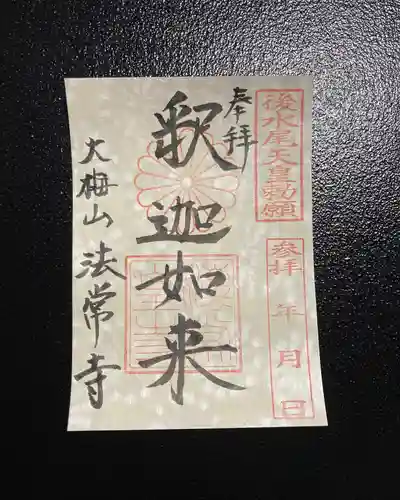 後水尾天皇勅願
参拝
年 月 日
奉拝
釈迦如来
大梅山 法常寺